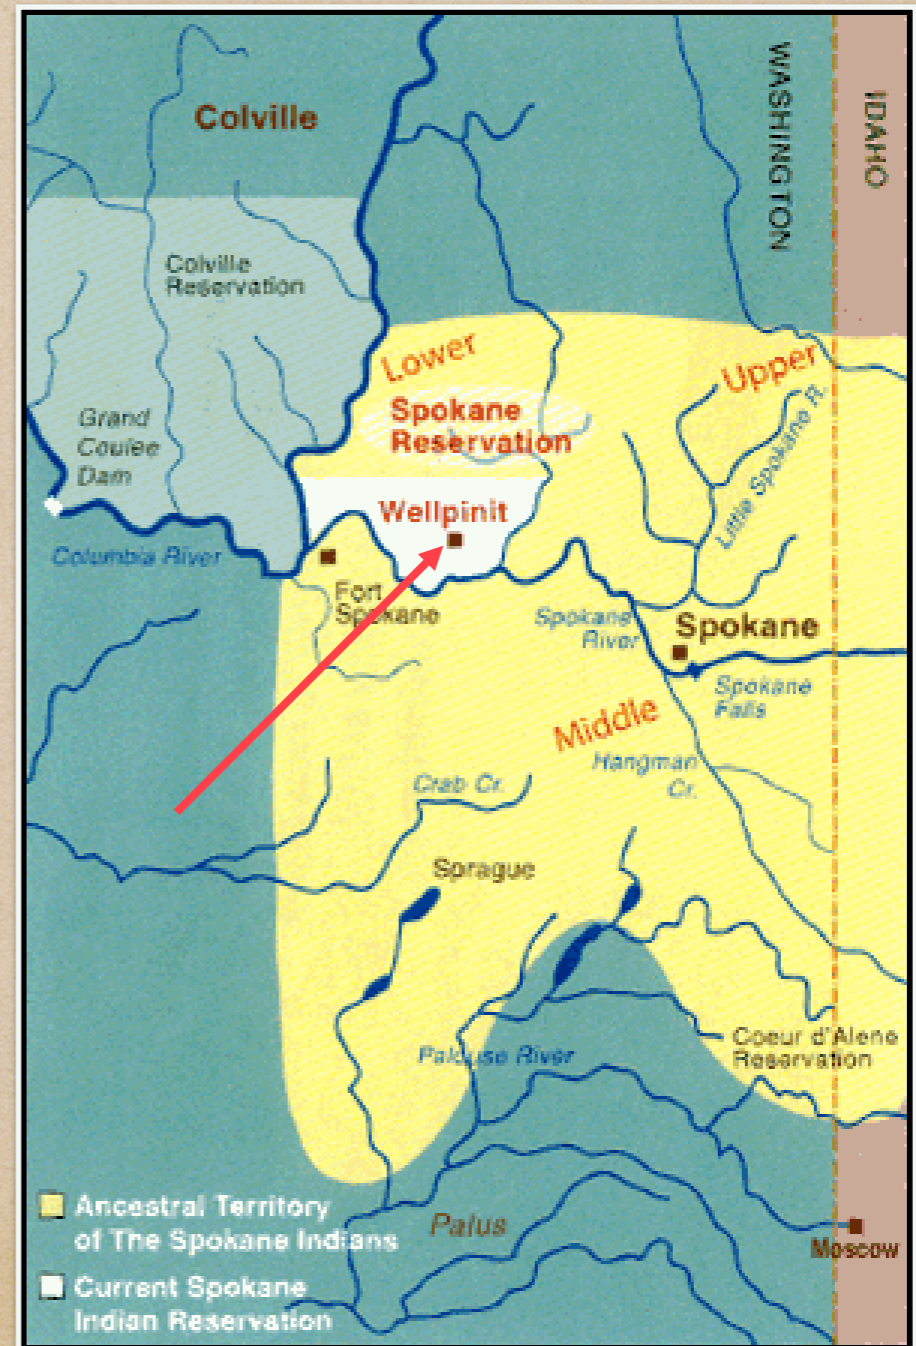 WASHINGTON
IDAHO
Colville
Colville
Reservation
Lower
Upper
Spokane
Reservation
Little Spokane R.
Grand
Coulee
Dam
Wellpinit
Columbia River
Fort
Spokane
Spokane
River
Spokane
Spokane
Falls
Middle
Hangman
Cr.
Crab Cr.
Sprague
Coeur d'Alene
Reservation
Palouse River
Ancestral Territory
of The Spokane Indians
Palus
Moscow
Current Spokane
Indian Reservation